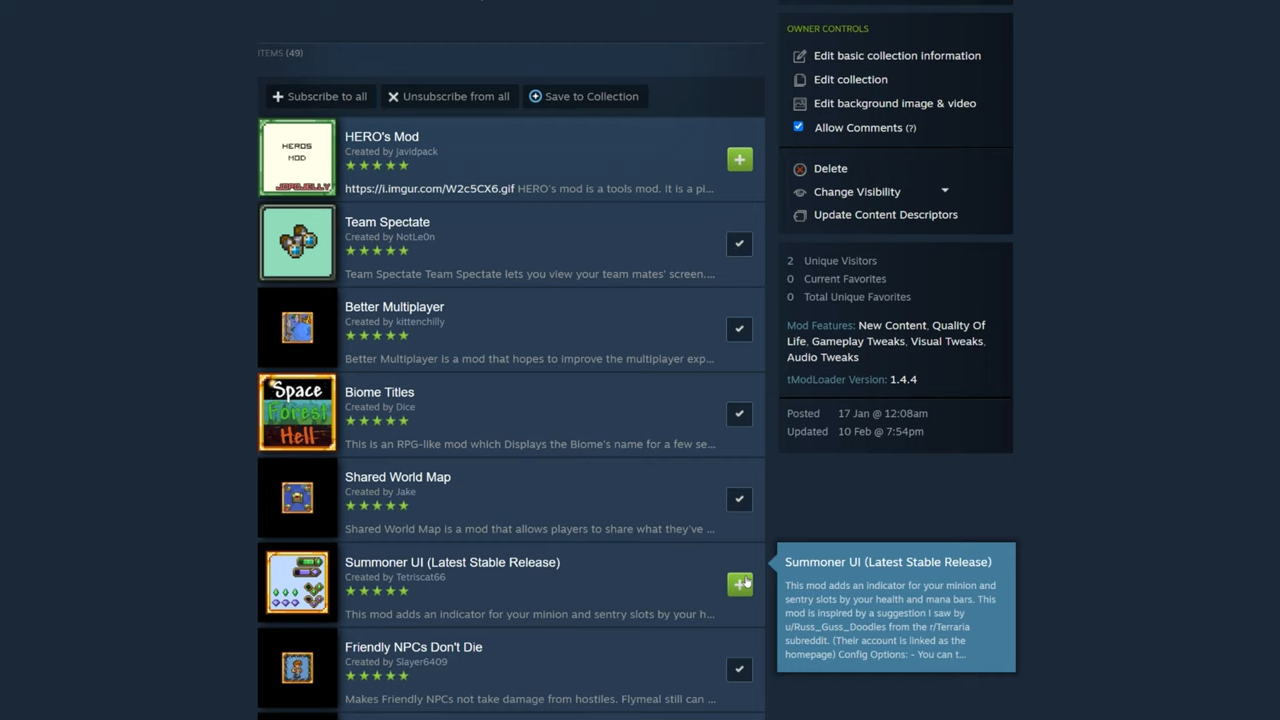 ITEMS (49)
Subscribe to all
Unsubscribe from all
Save to Collection
HEROS
MOD
JOPOJELLY
HERO's Mod
Created by javidpack
https://i.imgur.com/W2c5CX6.gif HERO's mod is a tools mod. It is a pl...
Team Spectate
Created by NotLe0n
Team Spectate Team Spectate lets you view your team mates' screen....
Better Multiplayer
Created by kittenchilly
Better Multiplayer is a mod that hopes to improve the multiplayer exp...
Space
Forest
Hell
Biome Titles
Created by Dice
This is an RPG-like mod which Displays the Biome's name for a few se...
Shared World Map
Created by Jake
Shared World Map is a mod that allows players to share what they've ...
Summoner UI (Latest Stable Release)
Created by Tetriscat66
This mod adds an indicator for your minion and sentry slots by your h...
Friendly NPCs Don't Die
Created by Slayer6409
Makes Friendly NPCs not take damage from hostiles. Flymeal still can ...
OWNER CONTROLS
Edit basic collection information
Edit collection
Edit background image & video
Allow Comments (?)
Delete
Change Visibility
Update Content Descriptors
2 Unique Visitors
0 Current Favorites
0 Total Unique Favorites
Mod Features: New Content, Quality Of
Life, Gameplay Tweaks, Visual Tweaks,
Audio Tweaks
tModLoader Version: 1.4.4
Posted 17 Jan @ 12:08am
Updated 10 Feb @ 7:54pm
Summoner UI (Latest Stable Release)
This mod adds an indicator for your minion and
sentry slots by your health and mana bars. This
mod is inspired by a suggestion I saw by
u/Russ_Guss_Doodles from the r/Terraria
subreddit. (Their account is linked as the
homepage) Config Options: - You can t...